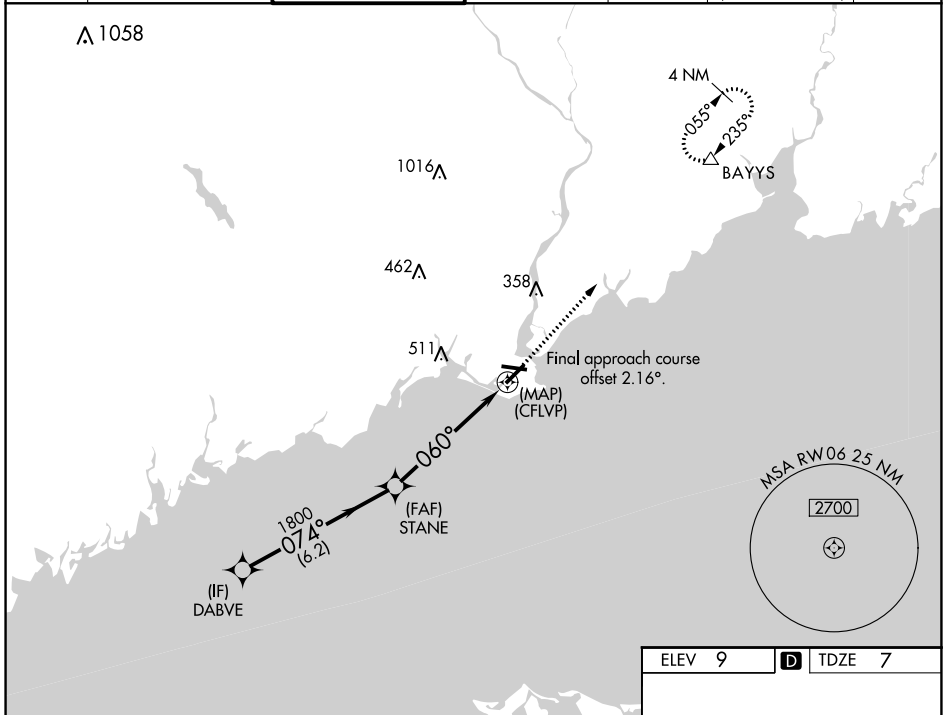 1058
4 NM
055°
235°
BAYYS
1016
462
358
511
Final approach course
offset 2.16°.
(MAP)
(CFLVP)
060°
(FAF)
STANE
1800
074°
(6.2)
(IF)
DABVE
MSA RW06 25 NM
2700
ELEV 9 D TDZE 7